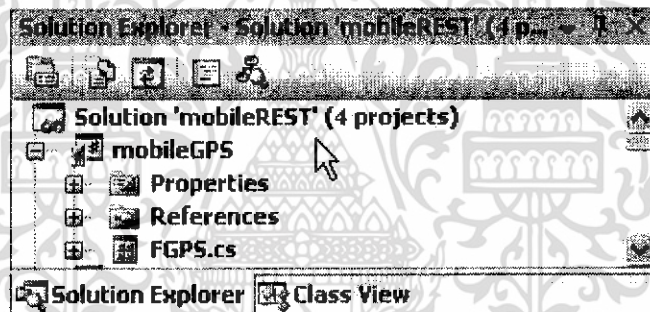 Solution Explorer - Solution 'mobileREST' (4 p...
Solution 'mobileREST' (4 projects)
mobileGPS
Properties
References
FGPS.cs
Solution Explorer Class View